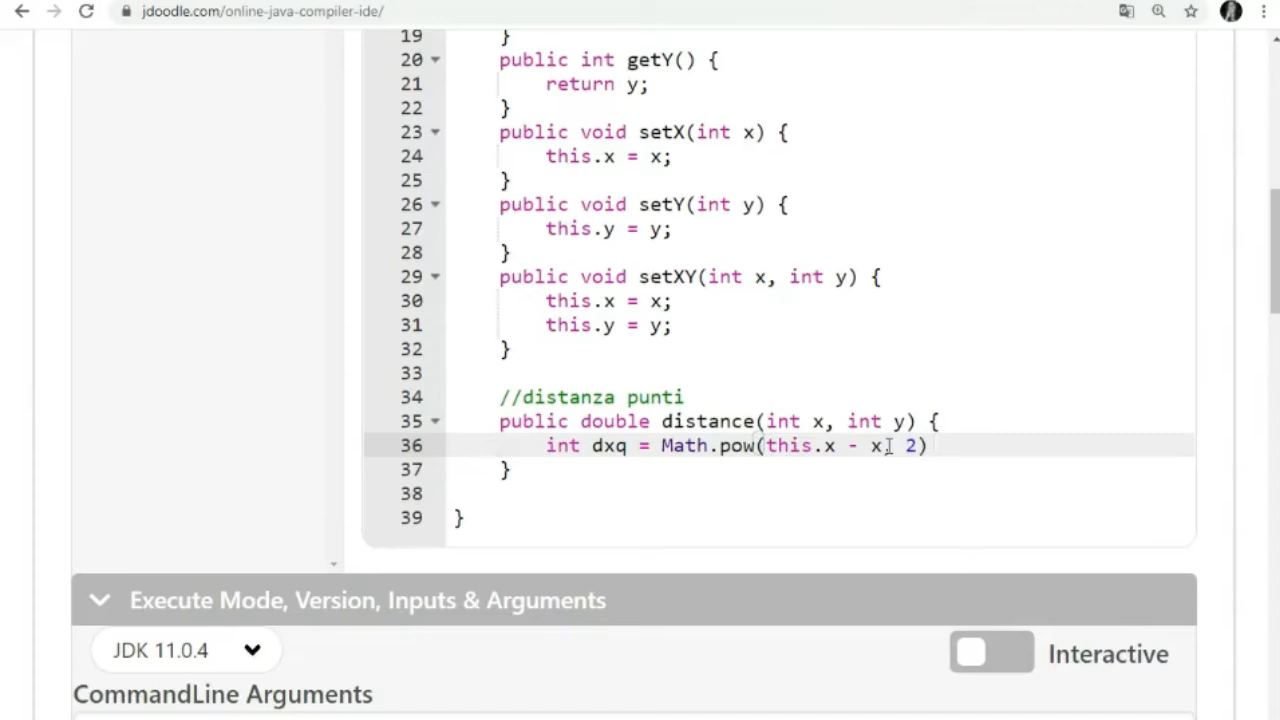 jdoodle.com/online-java-compiler-ide/
19 }
20 public int getY() {
21 return y;
22 }
23 public void setX(int x) {
24 this.x = x;
25 }
26 public void setY(int y) {
27 this.y = y;
28 }
29 public void setXY(int x, int y) {
30 this.x = x;
31 this.y = y;
32 }
33
34 //distanza punti
35 public double distance(int x, int y) {
36 int dxq = Math.pow(this.x - x, 2)
37 }
38
39 }
Execute Mode, Version, Inputs & Arguments
JDK 11.0.4
Interactive
CommandLine Arguments